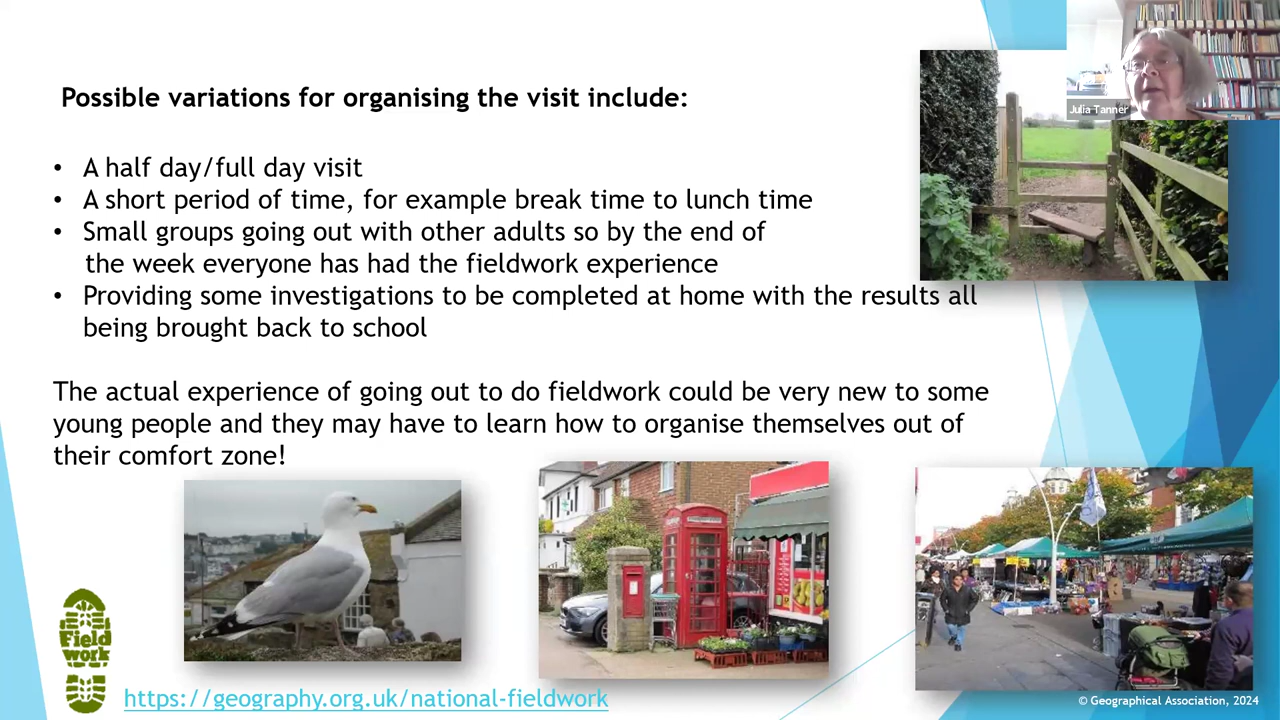 Possible variations for organising the visit include:
• A half day/full day visit
• A short period of time, for example break time to lunch time
• Small groups going out with other adults so by the end of
the week everyone has had the fieldwork experience
• Providing some investigations to be completed at home with the results all
being brought back to school
The actual experience of going out to do fieldwork could be very new to some
young people and they may have to learn how to organise themselves out of
their comfort zone!
Julia Tanner
Field
work
https://geography.org.uk/national-fieldwork
© Geographical Association, 2024